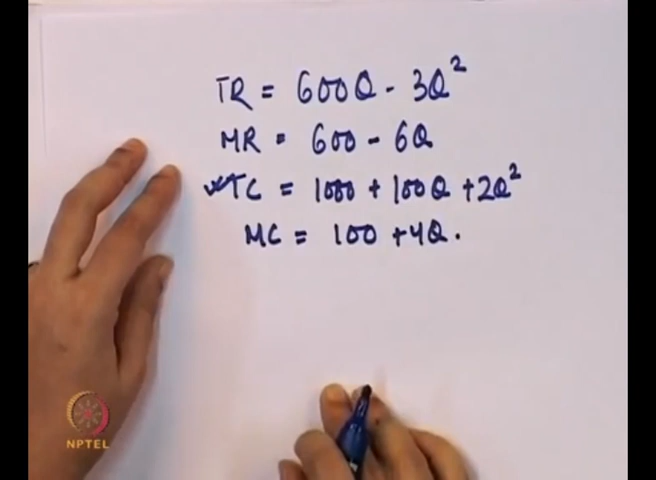 TR = 600Q - 3Q²
MR = 600 - 6Q
✓TC = 1000 + 100Q + 2Q²
MC = 100 + 4Q.
NPTEL